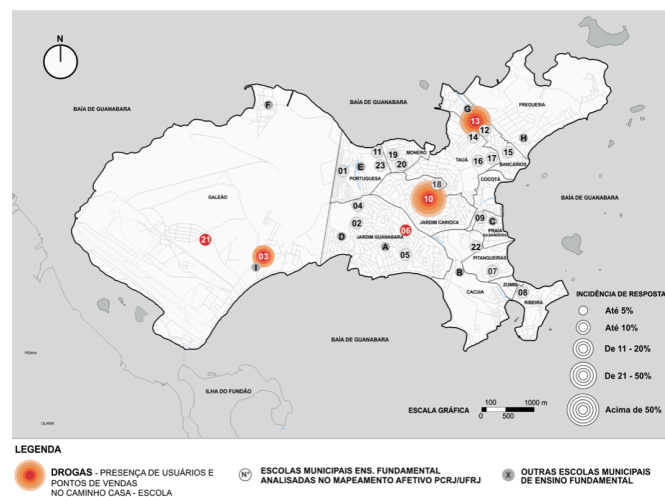 N
BAÍA DE GUANABARA
BAÍA DE GUANABARA
F
G
FREGUESIA
13
12
14
H
11
19
MONERO
01
E
23
20
PORTUGUESA
TAUÁ
16
17
15
BANCÁRIOS
18
COCOTÁ
GALEÃO
10
04
02
JARDIM CARIOCA
09
C
PRAIA
DA BANDEIRA
BAÍA DE GUANABARA
21
D
JARDIM GUANABARA
06
A
05
22
PITANGUEIRAS
03
I
B
07
CACUIA
ZUMBI
08
RIBEIRA
INCIDÊNCIA DE RESPOSTA
Até 5%
Até 10%
De 11 - 20%
De 21 - 50%
Acima de 50%
BAÍA DE GUANABARA
PENHA
ILHA DO FUNDÃO
OLARIA
ESCALA GRÁFICA
100
1000 m
0
500
LEGENDA
DROGAS - PRESENÇA DE USUÁRIOS E
PONTOS DE VENDAS
NO CAMINHO CASA - ESCOLA
Nº
ESCOLAS MUNICIPAIS ENS. FUNDAMENTAL
ANALISADAS NO MAPEAMENTO AFETIVO PCRJ/UFRJ
X
OUTRAS ESCOLAS MUNICIPAIS
DE ENSINO FUNDAMENTAL